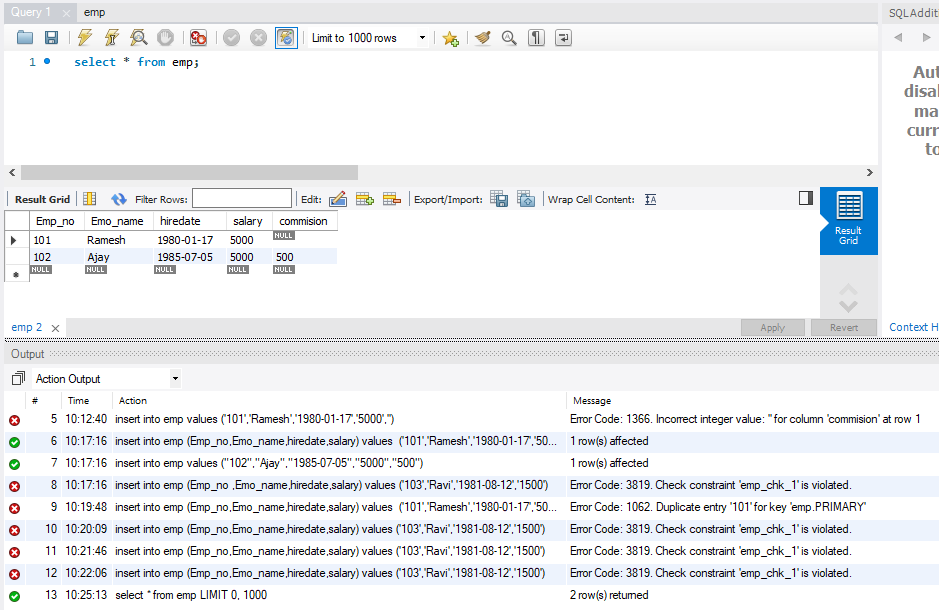 Query 1 emp SQLAdditi
Limit to 1000 rows
1 select * from emp;
Aut
disal
ma
curr
to
Result Grid Filter Rows: Edit: Export/Import: Wrap Cell Content:
Emp_no Emo_name hiredate salary commision
101 Ramesh 1980-01-17 5000 NULL
102 Ajay 1985-07-05 5000 500
NULL NULL NULL NULL NULL
Result
Grid
emp 2 Apply Revert Context H
Output
Action Output
# Time Action Message
5 10:12:40 insert into emp values ('101','Ramesh','1980-01-17','5000','') Error Code: 1366. Incorrect integer value: '' for column 'commision' at row 1
6 10:17:16 insert into emp (Emp_no,Emo_name,hiredate,salary) values ('101','Ramesh','1980-01-17','50... 1 row(s) affected
7 10:17:16 insert into emp values ("102","Ajay","1985-07-05","5000","500") 1 row(s) affected
8 10:17:16 insert into emp (Emp_no ,Emo_name,hiredate,salary) values ('103','Ravi','1981-08-12','1500') Error Code: 3819. Check constraint 'emp_chk_1' is violated.
9 10:19:48 insert into emp (Emp_no,Emo_name,hiredate,salary) values ('101','Ramesh','1980-01-17','50... Error Code: 1062. Duplicate entry '101' for key 'emp.PRIMARY'
10 10:20:09 insert into emp (Emp_no,Emo_name,hiredate,salary) values ('103','Ravi','1981-08-12','1500') Error Code: 3819. Check constraint 'emp_chk_1' is violated.
11 10:21:46 insert into emp (Emp_no,Emo_name,hiredate,salary) values ('103','Ravi','1981-08-12','1500') Error Code: 3819. Check constraint 'emp_chk_1' is violated.
12 10:22:06 insert into emp (Emp_no,Emo_name,hiredate,salary) values ('103','Ravi','1981-08-12','1500') Error Code: 3819. Check constraint 'emp_chk_1' is violated.
13 10:25:13 select * from emp LIMIT 0, 1000 2 row(s) returned